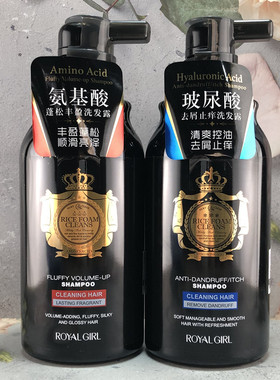 Amino Acid
Fluffy Volume-up Shampoo
氨基酸
蓬松丰盈洗发露
丰盈蓬松
顺滑亮泽
RICE FOAM
CLEANS
FLUFFY VOLUME-UP
SHAMPOO
CLEANING HAIR
LASTING FRAGRANT
VOLUME-ADDING, FLUFFY, SILKY
AND GLOSSY HAIR
ROYAL GIRL
Hyaluronic Acid
Anti-dandruff/itch Shampoo
玻尿酸
去屑止痒洗发露
清爽控油
去屑止痒
RICE FOAM
CLEANS
ANTI-DANDRUFF/ITCH
SHAMPOO
CLEANING HAIR
REMOVE DANDRUFF
SOFT MANAGEABLE AND SMOOTH
HAIR WITH REFRESHMENT
ROYAL GIRL